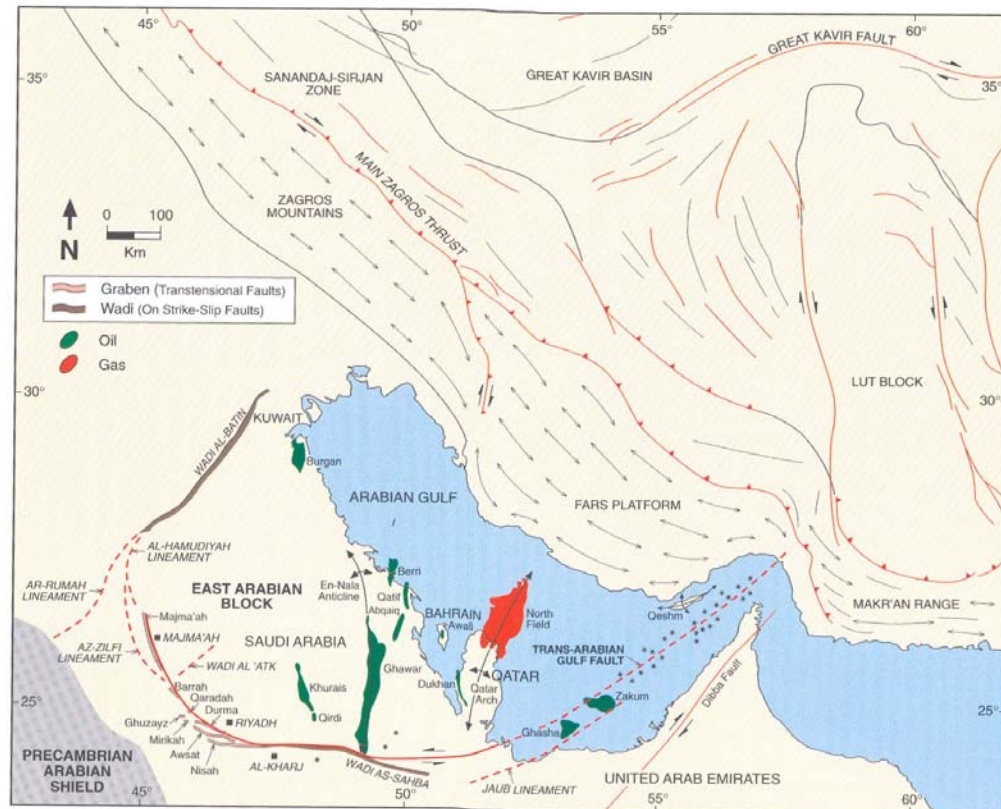 45°
50°
55°
60°
GREAT KAVIR FAULT
35°
SANANDAJ-SIRJAN
ZONE
GREAT KAVIR BASIN
35°
MAIN ZAGROS THRUST
ZAGROS
MOUNTAINS
0 100
Km
N
Graben (Transtensional Faults)
Wadi (On Strike-Slip Faults)
Oil
Gas
LUT BLOCK
30°
30°
KUWAIT
WADI AL-BATIN
Burgan
ARABIAN GULF
FARS PLATFORM
AL-HAMUDIYAH
LINEAMENT
AR-RUMAH
LINEAMENT
EAST ARABIAN
BLOCK
En-Nala
Anticline
Berri
Qatif
Abqaiq
BAHRAIN
Awali
North
Field
Qeshm
MAKR'AN RANGE
Majma'ah
MAJMA'AH
SAUDI ARABIA
AZ-ZILFI
LINEAMENT
WADI AL 'ATK
TRANS-ARABIAN
GULF FAULT
Ghawar
Dukhan
QATAR
Qatar
Arch
Khurais
Barrah
Qaradah
Durma
Zakum
Dibba Fault
25°
25°
Ghuzayz
RIYADH
Qirdi
Mirikah
Awsat
Nisah
AL-KHARJ
WADI AS-SAHBA
Ghasha
PRECAMBRIAN
ARABIAN
SHIELD
JAUB LINEAMENT
UNITED ARAB EMIRATES
45°
50°
55°
60°